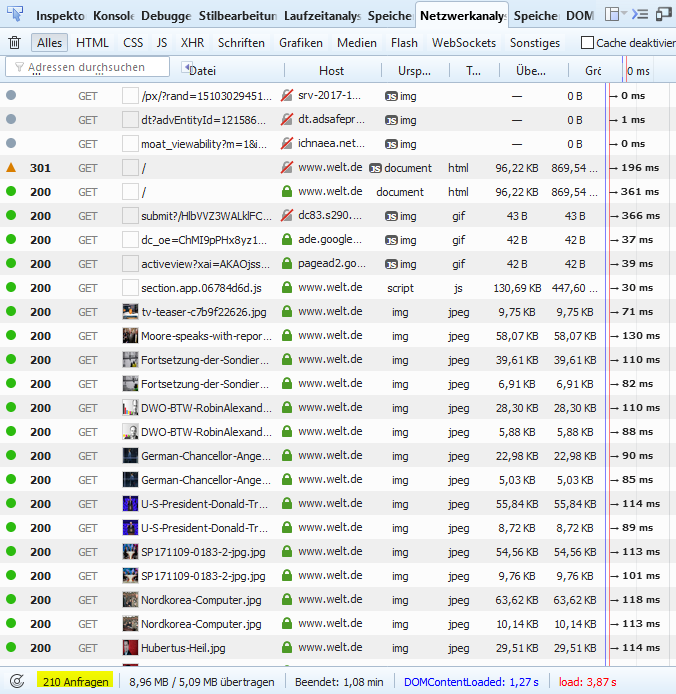 Inspekto Konsole Debugge Stilbearbeitun Laufzeitanalys Speiche Netzwerkanalys Speiche DOM
Alles HTML CSS JS XHR Schriften Grafiken Medien Flash WebSockets Sonstiges Cache deaktivier
Adressen durchsuchen Datei Host Urspr... T... Übe... Grö 0 ms
GET /px/?rand=15103029451... srv-2017-1... JS img — 0 B → 0 ms
GET dt?advEntityId=121586... dt.adsafepr... JS img — 0 B → 1 ms
GET moat_viewability?m=1&i... ichnaea.net... JS img — 0 B → 0 ms
301 GET / www.welt.de JS document html 96,22 KB 869,54 ... → 196 ms
200 GET / www.welt.de document html 96,22 KB 869,54 ... → 361 ms
200 GET submit?/HlbVVZ3WALklFC... dc83.s290... JS img gif 43 B 43 B → 366 ms
200 GET dc_oe=ChMI9pPHx8yz1... ade.google... JS img gif 42 B 42 B → 37 ms
200 GET activeview?xai=AKAOjss... pagead2.go... JS img gif 42 B 42 B → 39 ms
200 GET section.app.06784d6d.js www.welt.de script js 130,69 KB 447,60 ... → 30 ms
200 GET tv-teaser-c7b9f22626.jpg www.welt.de img jpeg 9,75 KB 9,75 KB → 71 ms
200 GET Moore-speaks-with-repor... www.welt.de img jpeg 58,07 KB 58,07 KB → 130 ms
200 GET Fortsetzung-der-Sondier... www.welt.de img jpeg 39,61 KB 39,61 KB → 110 ms
200 GET Fortsetzung-der-Sondier... www.welt.de img jpeg 6,91 KB 6,91 KB → 82 ms
200 GET DWO-BTW-RobinAlexand... www.welt.de img jpeg 28,30 KB 28,30 KB → 110 ms
200 GET DWO-BTW-RobinAlexand... www.welt.de img jpeg 5,88 KB 5,88 KB → 88 ms
200 GET German-Chancellor-Ange... www.welt.de img jpeg 22,98 KB 22,98 KB → 90 ms
200 GET German-Chancellor-Ange... www.welt.de img jpeg 5,03 KB 5,03 KB → 85 ms
200 GET U-S-President-Donald-Tr... www.welt.de img jpeg 55,84 KB 55,84 KB → 114 ms
200 GET U-S-President-Donald-Tr... www.welt.de img jpeg 8,72 KB 8,72 KB → 89 ms
200 GET SP171109-0183-2-jpg.jpg www.welt.de img jpeg 54,56 KB 54,56 KB → 113 ms
200 GET SP171109-0183-2-jpg.jpg www.welt.de img jpeg 9,76 KB 9,76 KB → 101 ms
200 GET Nordkorea-Computer.jpg www.welt.de img jpeg 63,62 KB 63,62 KB → 118 ms
200 GET Nordkorea-Computer.jpg www.welt.de img jpeg 10,14 KB 10,14 KB → 113 ms
200 GET Hubertus-Heil.jpg www.welt.de img jpeg 29,51 KB 29,51 KB → 114 ms
210 Anfragen 8,96 MB / 5,09 MB übertragen Beendet: 1,08 min DOMContentLoaded: 1,27 s load: 3,87 s